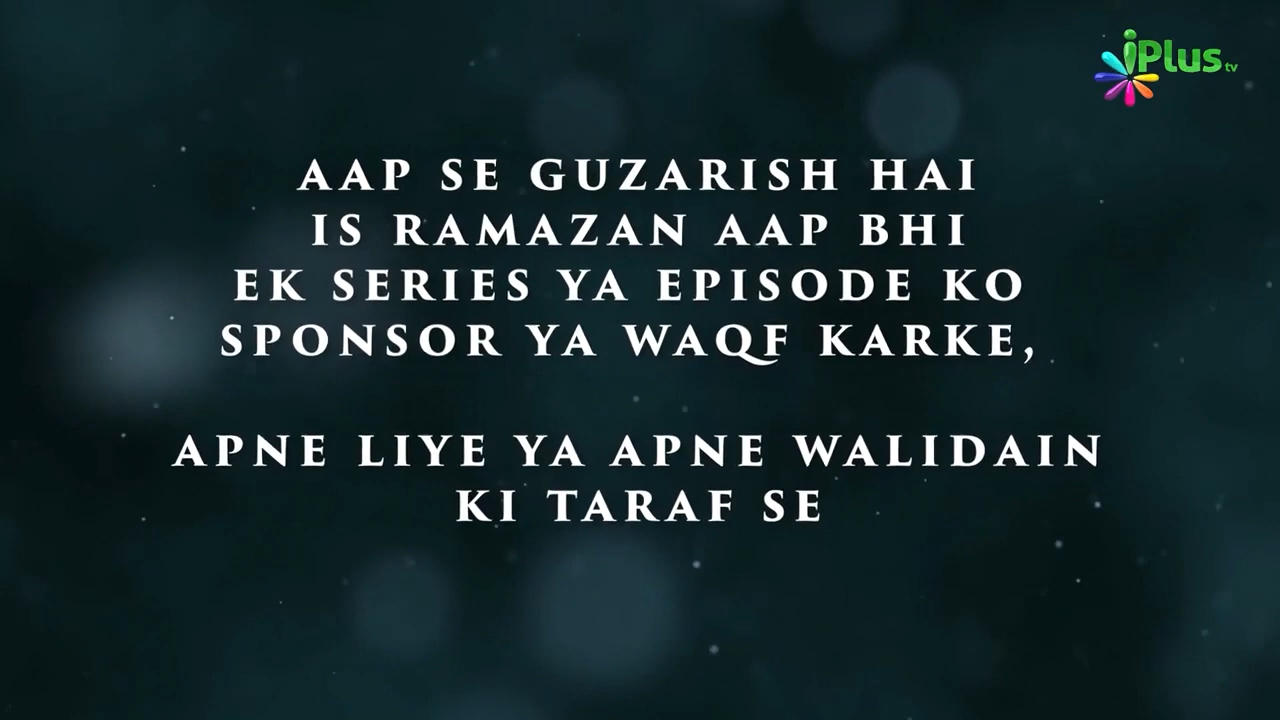 iPlus tv
AAP SE GUZARISH HAI
IS RAMAZAN AAP BHI
EK SERIES YA EPISODE KO
SPONSOR YA WAQF KARKE,
APNE LIYE YA APNE WALIDAIN
KI TARAF SE